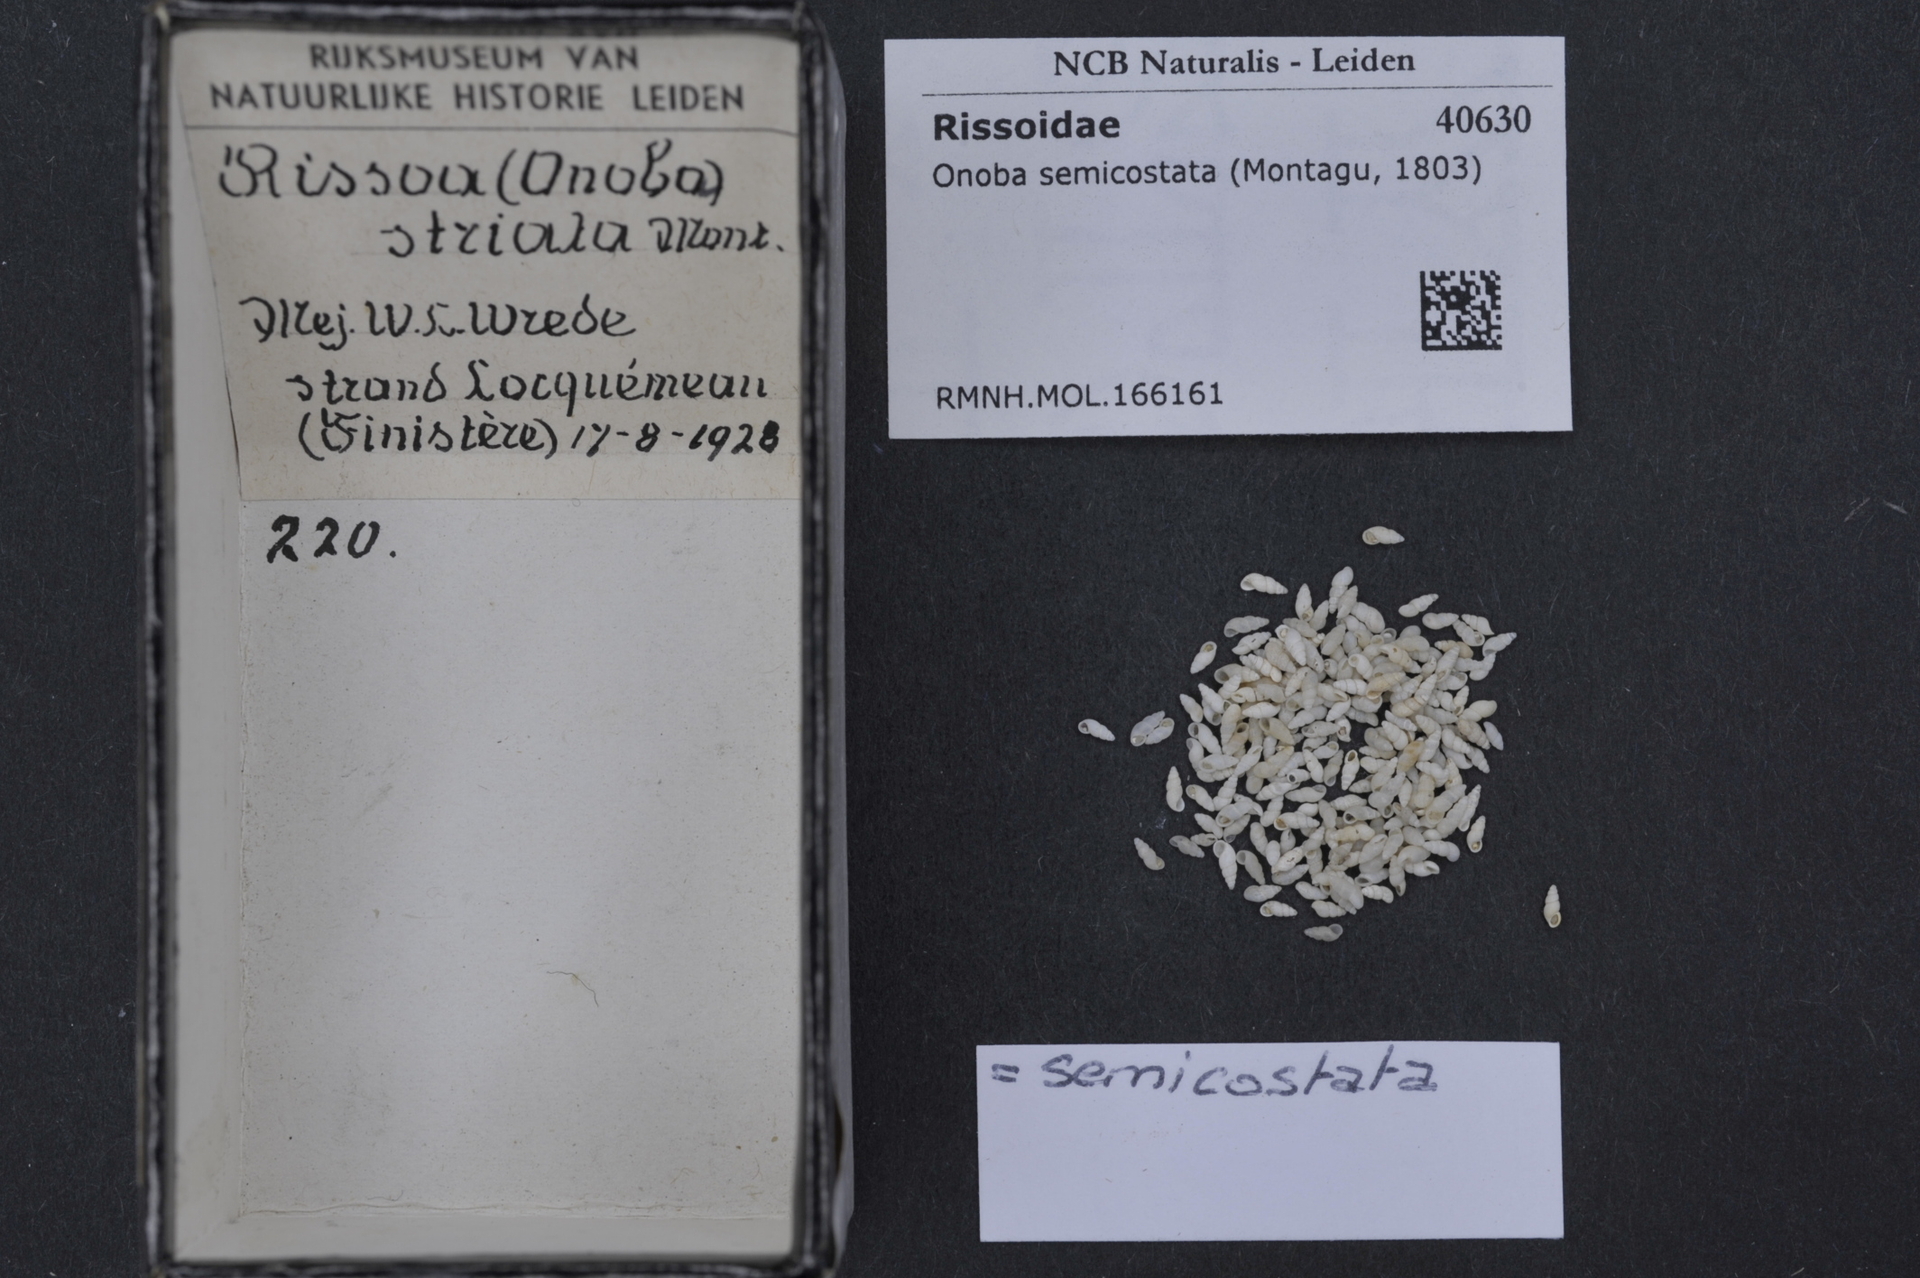 RIJKSMUSEUM VAN
NATUURLIJKE HISTORIE LEIDEN
Rissoa (Onoba)
striata Mont.
Mej. W.S. Wrede
strand Locquémeau
(Finistère) 17-8-1928
220.
NCB Naturalis - Leiden
Rissoidae 40630
Onoba semicostata (Montagu, 1803)
RMNH.MOL.166161
= semicostata